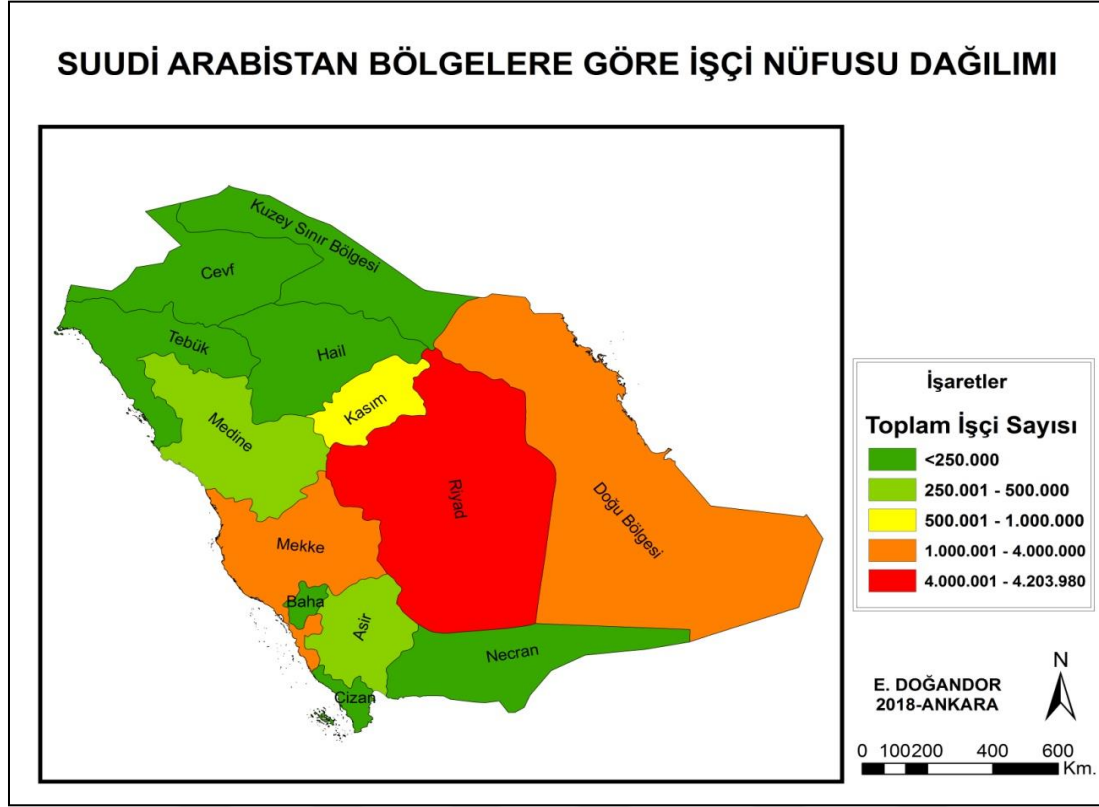 SUUDİ ARABİSTAN BÖLGELERE GÖRE İŞÇİ NÜFUSU DAĞILIMI
Kuzey Sınır Bölgesi
Cevf
Tebük
Hail
Kasım
Medine
Riyad
Doğu Bölgesi
Mekke
Baha
Asir
Necran
Cizan
İşaretler
Toplam İşçi Sayısı
<250.000
250.001 - 500.000
500.001 - 1.000.000
1.000.001 - 4.000.000
4.000.001 - 4.203.980
E. DOĞANDOR
2018-ANKARA
N
0 100 200 400 600
Km.